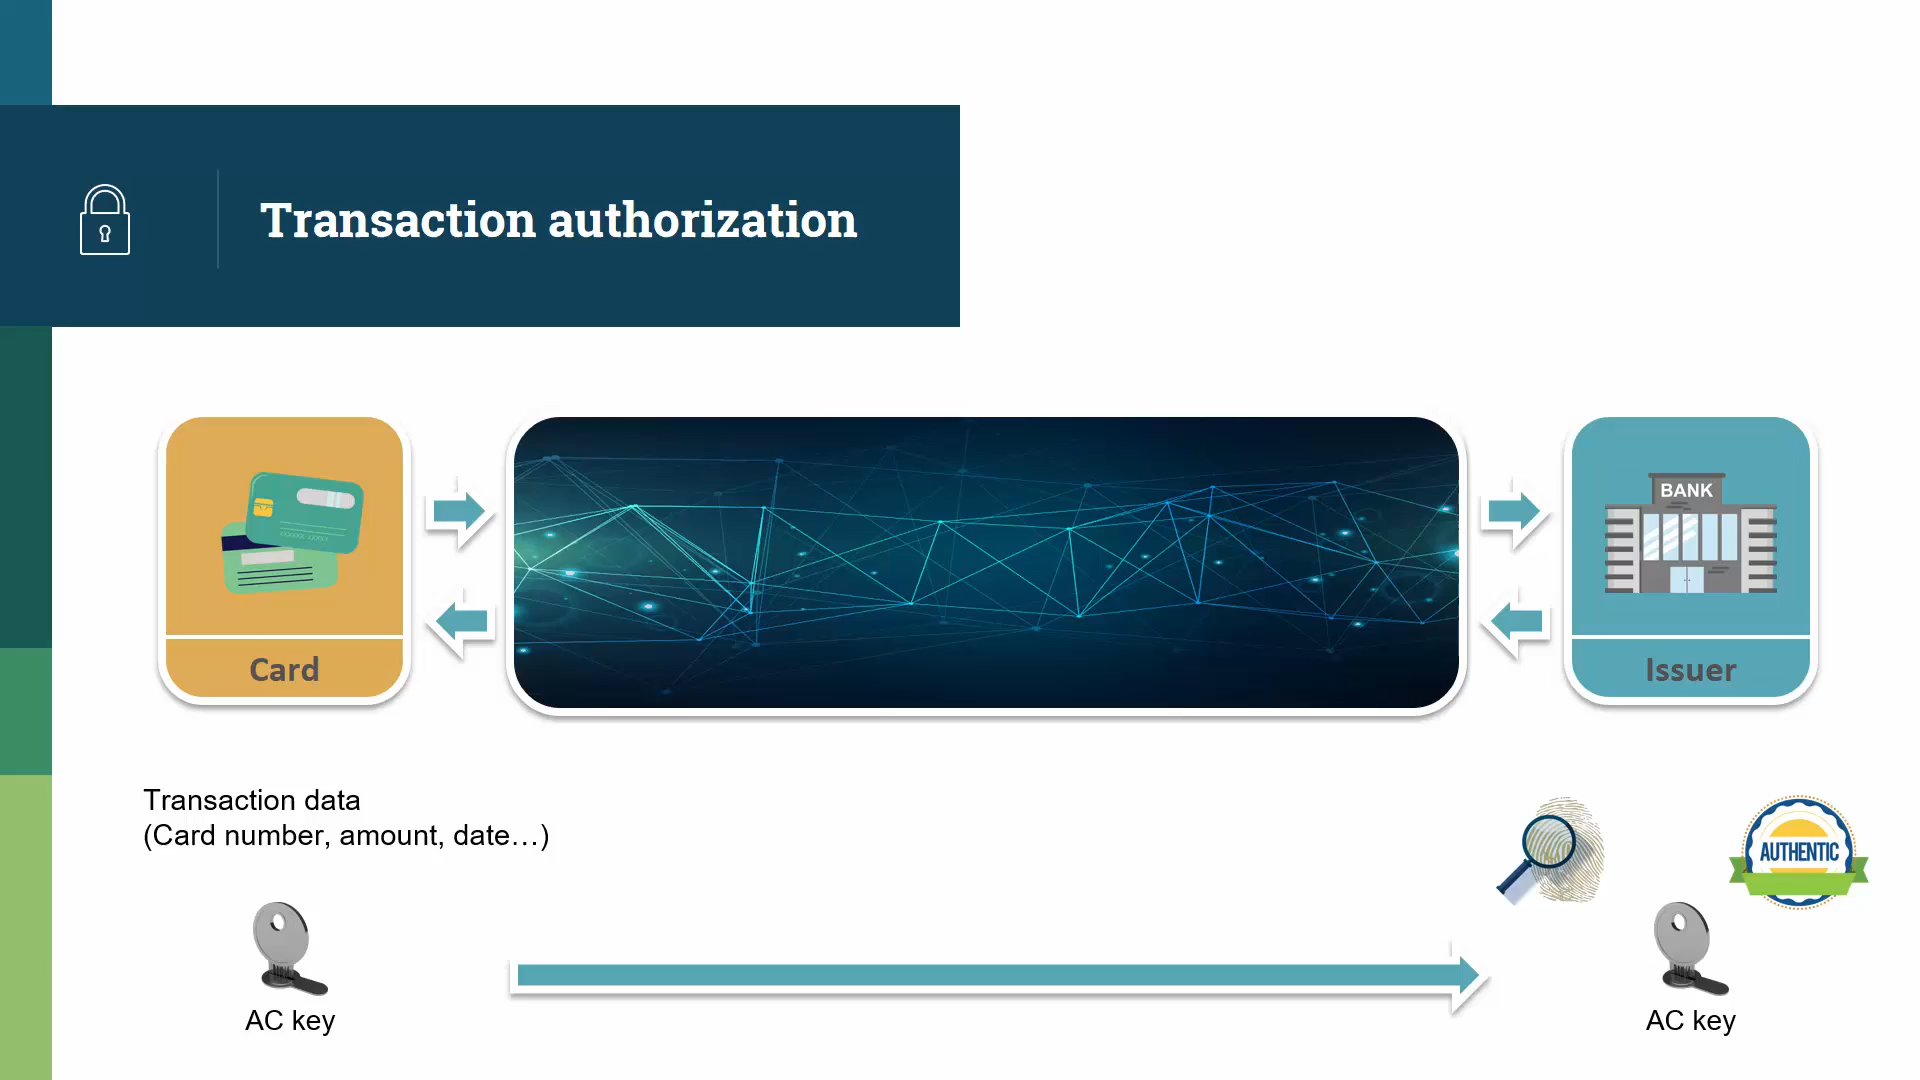 Transaction authorization
BANK
Card
Issuer
Transaction data
(Card number, amount, date…)
AUTHENTIC
AC key
AC key